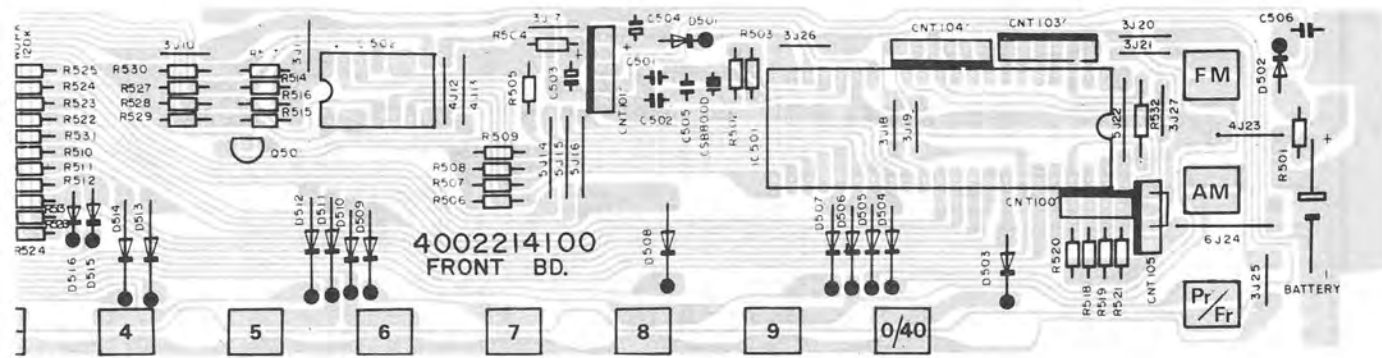 R525
R524
R523
R522
R531
R510
R511
R512
R524
3J10
R530
R527
R528
R529
R514
R516
R515
4J12
4J13
3J17
R504
R505
C503
C504
D501
C501
C502
C505
CSB800D
R503
R502
IC501
3J26
CNT104
CNT103
3J18
3J19
3J20
3J21
5J22
R532
3J27
FM
D502
C506
4J23
R501
+
AM
6J24
CNT101
R509
R508
R507
R506
5J14
5J15
5J16
D516
D515
D514
D513
D512
D511
D510
D509
4002214100
FRONT BD.
D508
D507
D506
D505
D504
D503
CNT100
R520
R518
R519
R521
CNT105
3J25
-
BATTERY
4
5
6
7
8
9
0/40
Pr/Fr